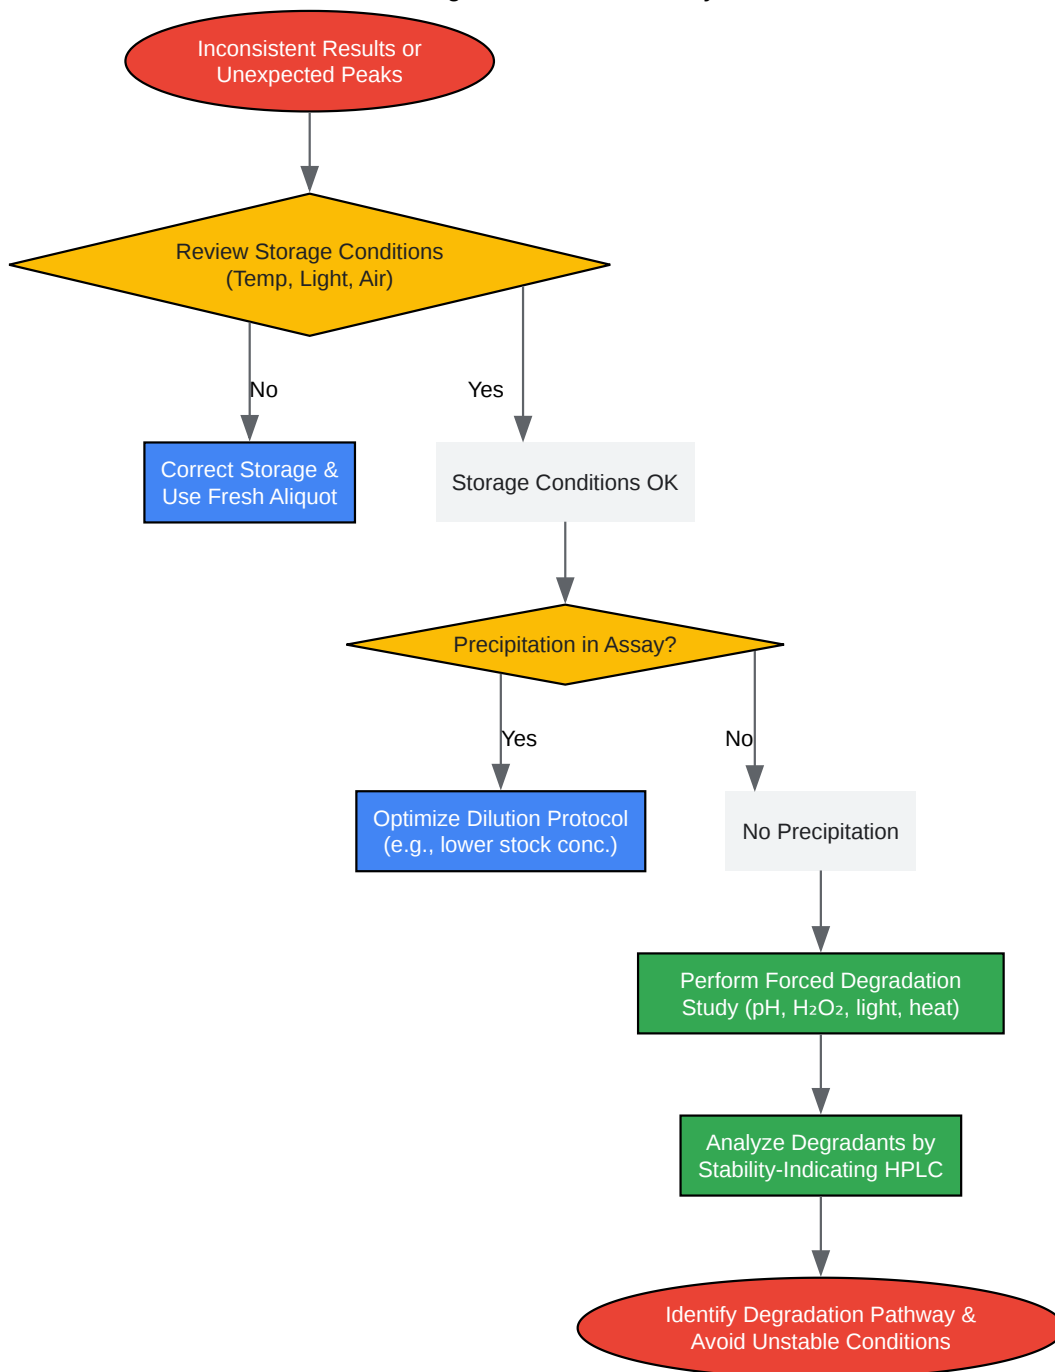 Inconsistent Results or
Unexpected Peaks
Review Storage Conditions
(Temp, Light, Air)
No
Yes
Correct Storage &
Use Fresh Aliquot
Storage Conditions OK
Precipitation in Assay?
Yes
No
Optimize Dilution Protocol
(e.g., lower stock conc.)
No Precipitation
Perform Forced Degradation
Study (pH, H₂O₂, light, heat)
Analyze Degradants by
Stability-Indicating HPLC
Identify Degradation Pathway &
Avoid Unstable Conditions